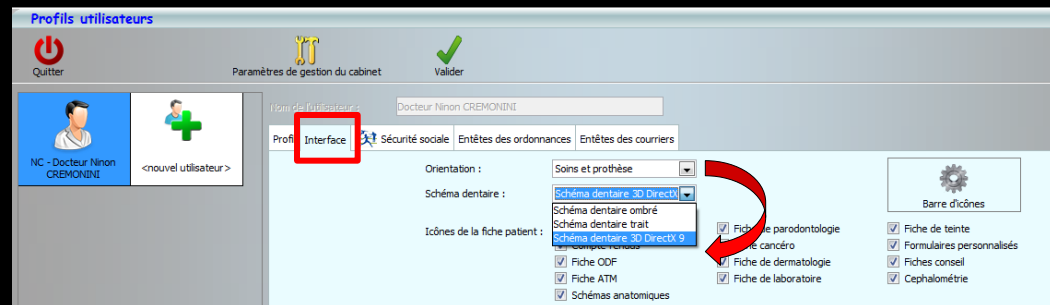 Profils utilisateurs
Quitter
Paramètres de gestion du cabinet
Valider
Nom de l'utilisateur :
Docteur Ninon CREMONINI
NC - Docteur Ninon
CREMONINI
<nouvel utilisateur>
Profil Interface Sécurité sociale Entêtes des ordonnances Entêtes des courriers
Orientation : Soins et prothèse
Schéma dentaire : Schéma dentaire 3D DirectX
Schéma dentaire ombré
Schéma dentaire trait
Schéma dentaire 3D DirectX 9
Barre d'icônes
Icônes de la fiche patient :
Fiche de parodontologie Fiche de teinte
cancéro Formulaires personnalisés
Fiche ODF Fiche de dermatologie Fiches conseil
Fiche ATM Fiche de laboratoire Cephalométrie
Schémas anatomiques